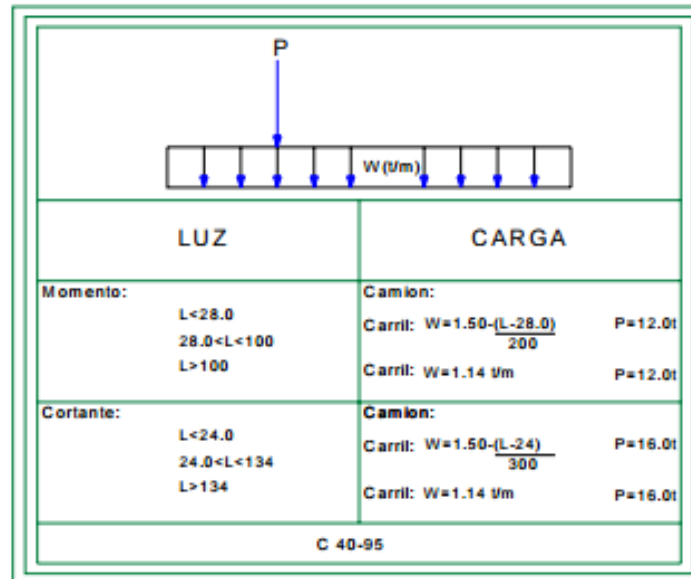 P
W(t/m)
LUZ
CARGA
Momento:
L<28.0
28.0<L<100
L>100
Camion:
Carril: W=1.50-(L-28.0) P=12.0t
200
Carril: W=1.14 t/m P=12.0t
Cortante:
L<24.0
24.0<L<134
L>134
Camion:
Carril: W=1.50-(L-24) P=16.0t
300
Carril: W=1.14 t/m P=16.0t
C 40-95